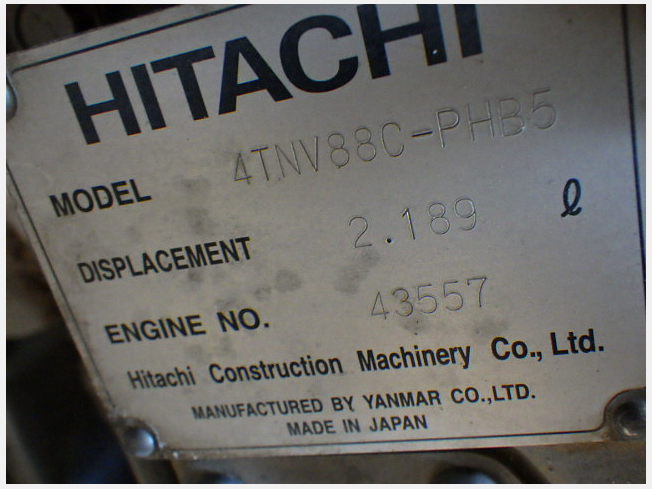 HITACHI
MODEL 4TNV88C-PHB5
DISPLACEMENT 2.189 ℓ
ENGINE NO. 43557
Hitachi Construction Machinery Co., Ltd.
MANUFACTURED BY YANMAR CO.,LTD.
MADE IN JAPAN